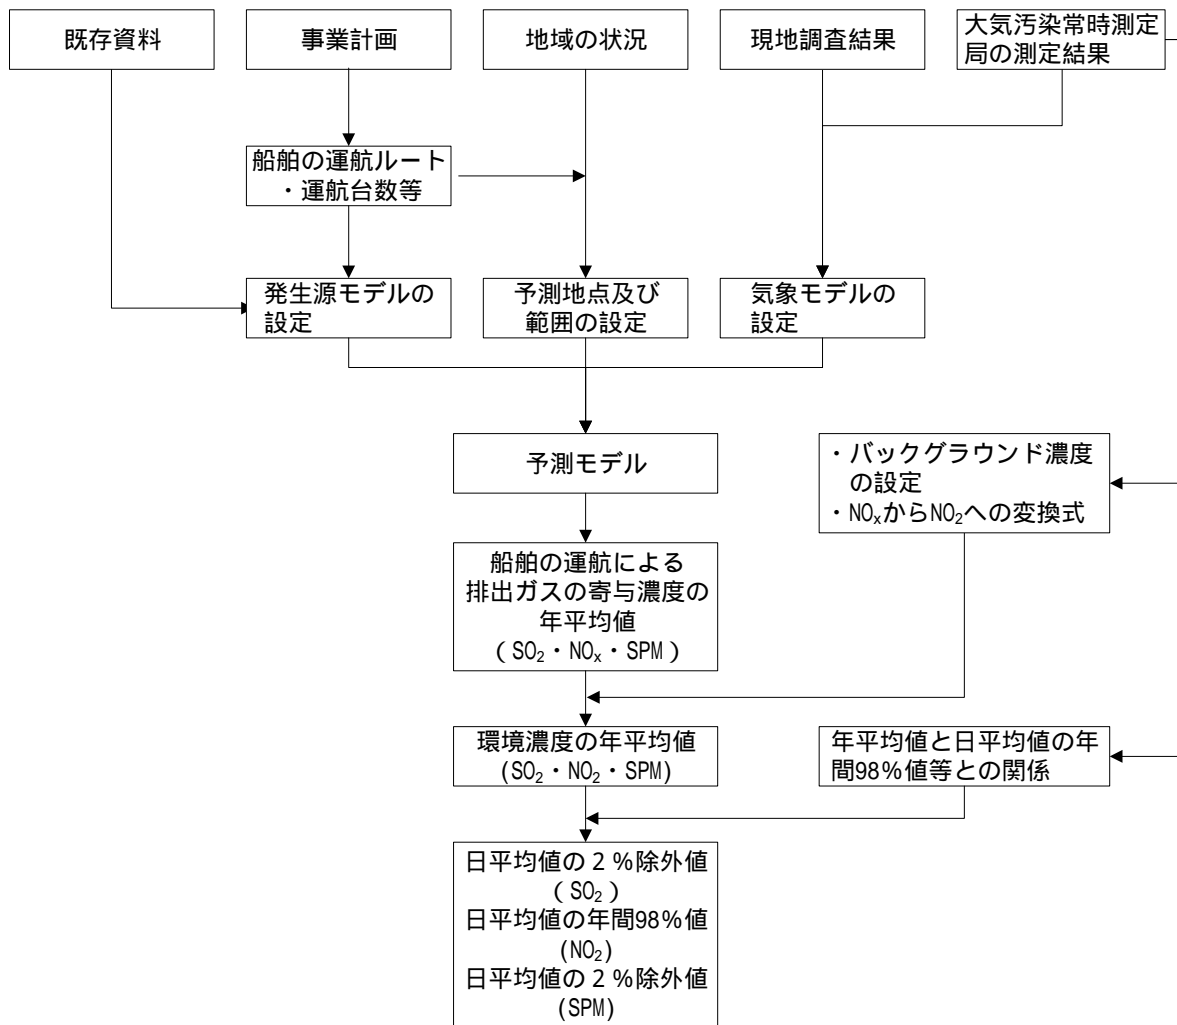 既存資料
事業計画
地域の状況
現地調査結果
大気汚染常時測定
局の測定結果
船舶の運航ルート
・運航台数等
発生源モデルの
設定
予測地点及び
範囲の設定
気象モデルの
設定
予測モデル
・バックグラウンド濃度
の設定
・NOxからNO₂への変換式
船舶の運航による
排出ガスの寄与濃度の
年平均値
(SO₂・NOx・SPM)
環境濃度の年平均値
(SO₂・NO₂・SPM)
年平均値と日平均値の年
間98%値等との関係
日平均値の2%除外値
(SO₂)
日平均値の年間98%値
(NO₂)
日平均値の2%除外値
(SPM)